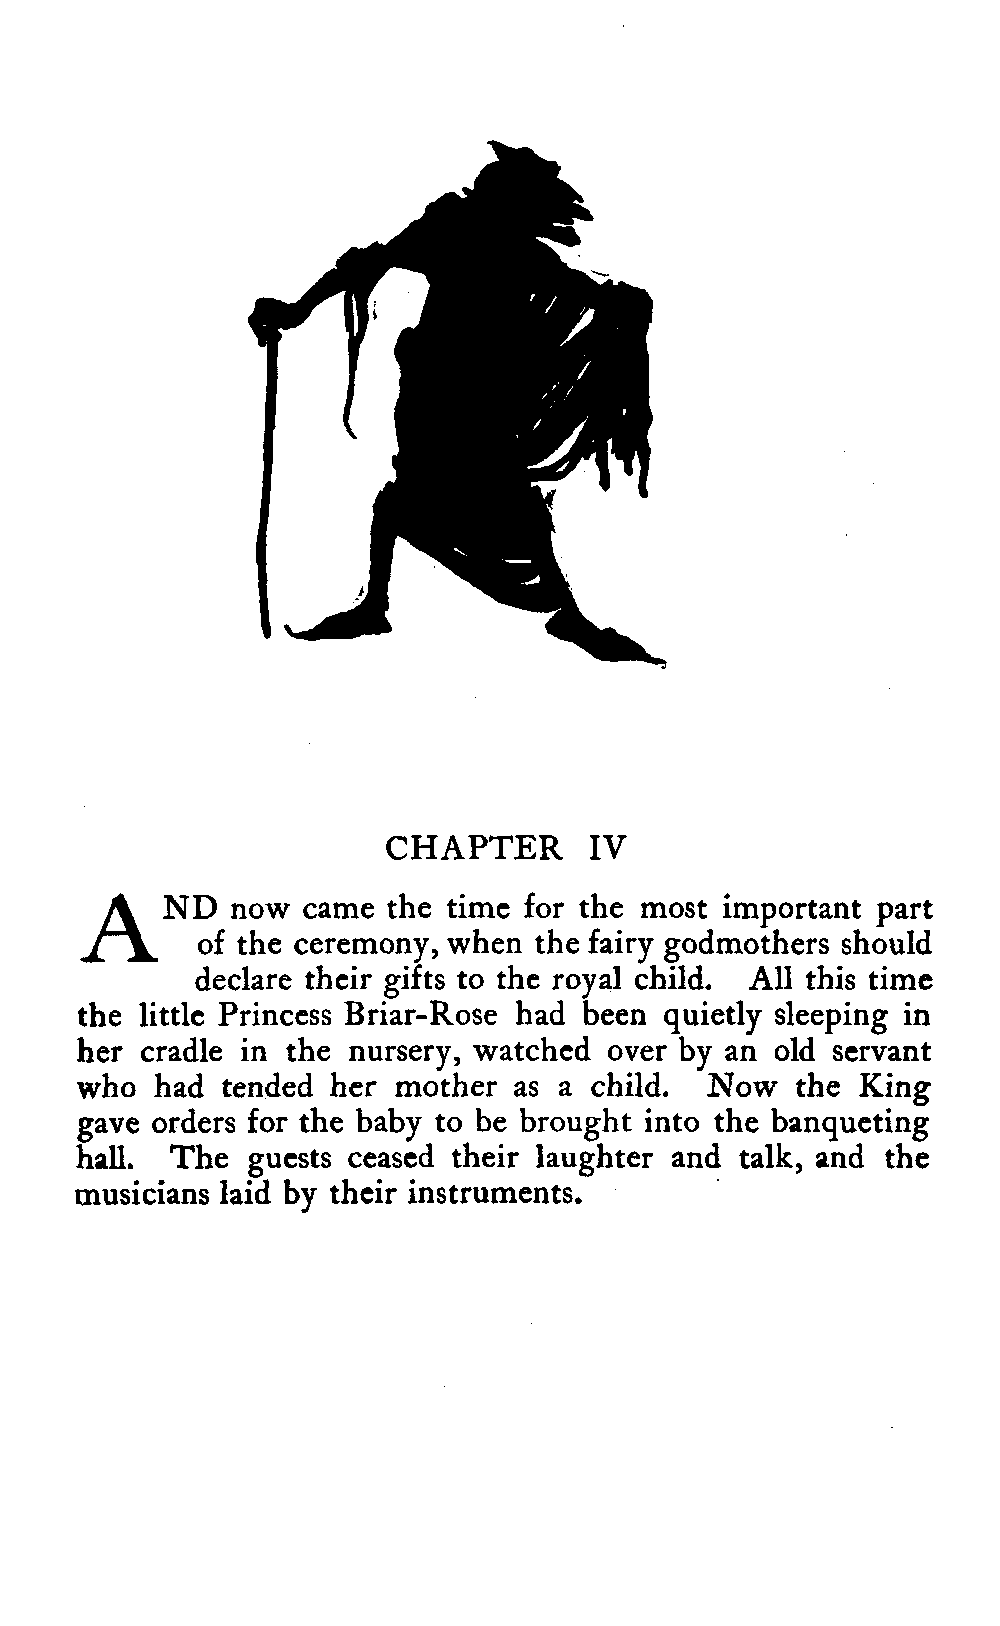 CHAPTER IV
AND now came the time for the most important part
of the ceremony, when the fairy godmothers should
declare their gifts to the royal child. All this time
the little Princess Briar-Rose had been quietly sleeping in
her cradle in the nursery, watched over by an old servant
who had tended her mother as a child. Now the King
gave orders for the baby to be brought into the banqueting
hall. The guests ceased their laughter and talk, and the
musicians laid by their instruments.